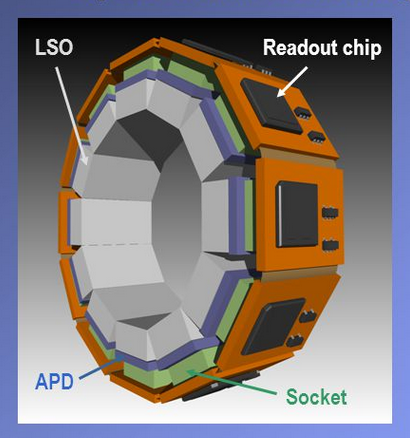 LSO
Readout chip
APD
Socket